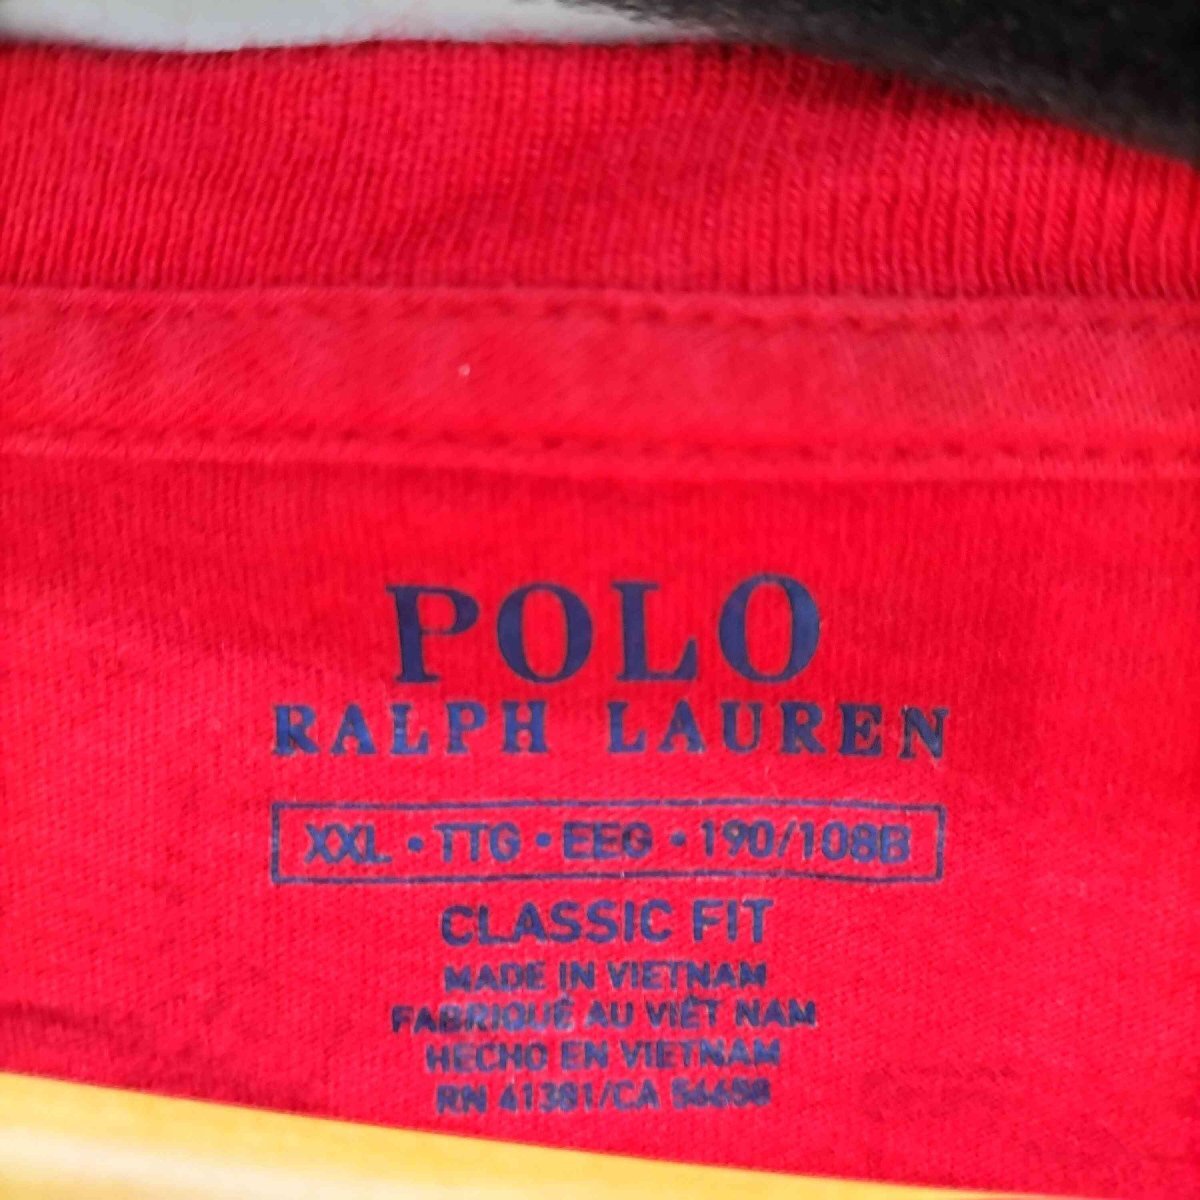 POLO
RALPH LAUREN
XXL • TTG • EEG • 190/108B
CLASSIC FIT
MADE IN VIETNAM
FABRIQUÉ AU VIÊT NAM
HECHO EN VIETNAM
RN 41381/CA 56658